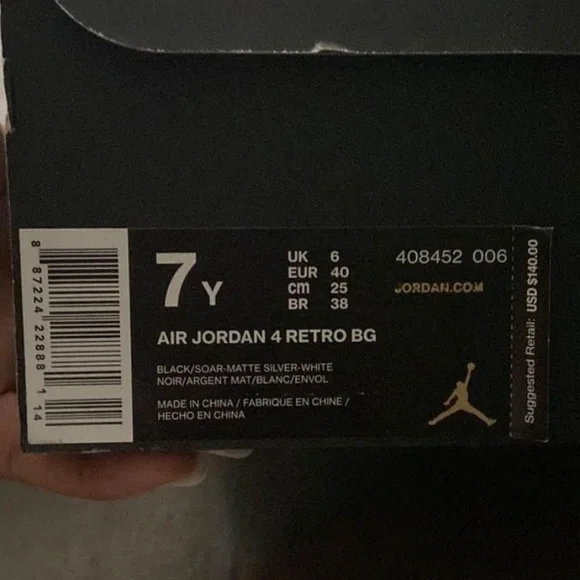 8 87224 22888 1 14
7Y
UK 6
EUR 40
cm 25
BR 38
408452 006
JORDAN.COM
AIR JORDAN 4 RETRO BG
BLACK/SOAR-MATTE SILVER-WHITE
NOIR/ARGENT MAT/BLANC/ENVOL
MADE IN CHINA / FABRIQUE EN CHINE /
HECHO EN CHINA
Suggested Retail: USD $140.00